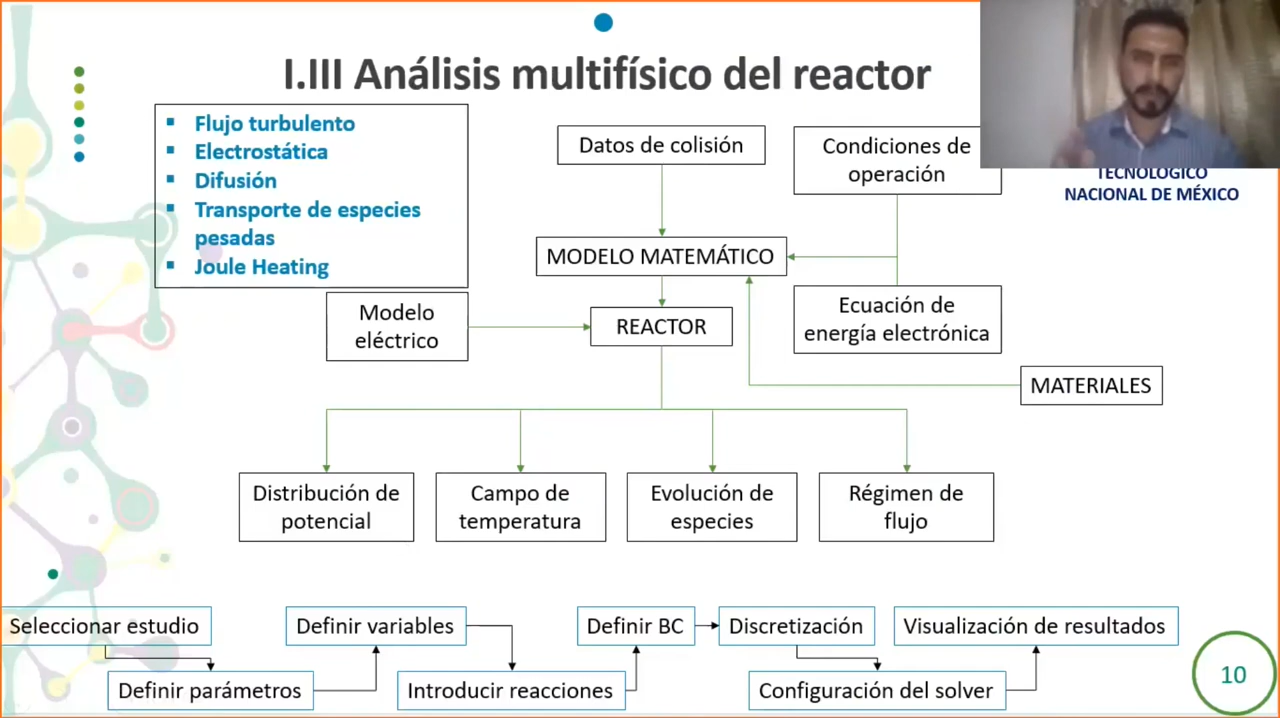 I.III Análisis multifísico del reactor
Flujo turbulento
Electrostática
Difusión
Transporte de especies
pesadas
Joule Heating
Datos de colisión
Condiciones de
operación
TECNOLÓGICO
NACIONAL DE MÉXICO
MODELO MATEMÁTICO
Modelo
eléctrico
REACTOR
Ecuación de
energía electrónica
MATERIALES
Distribución de
potencial
Campo de
temperatura
Evolución de
especies
Régimen de
flujo
Seleccionar estudio
Definir parámetros
Definir variables
Introducir reacciones
Definir BC
Discretización
Configuración del solver
Visualización de resultados
10